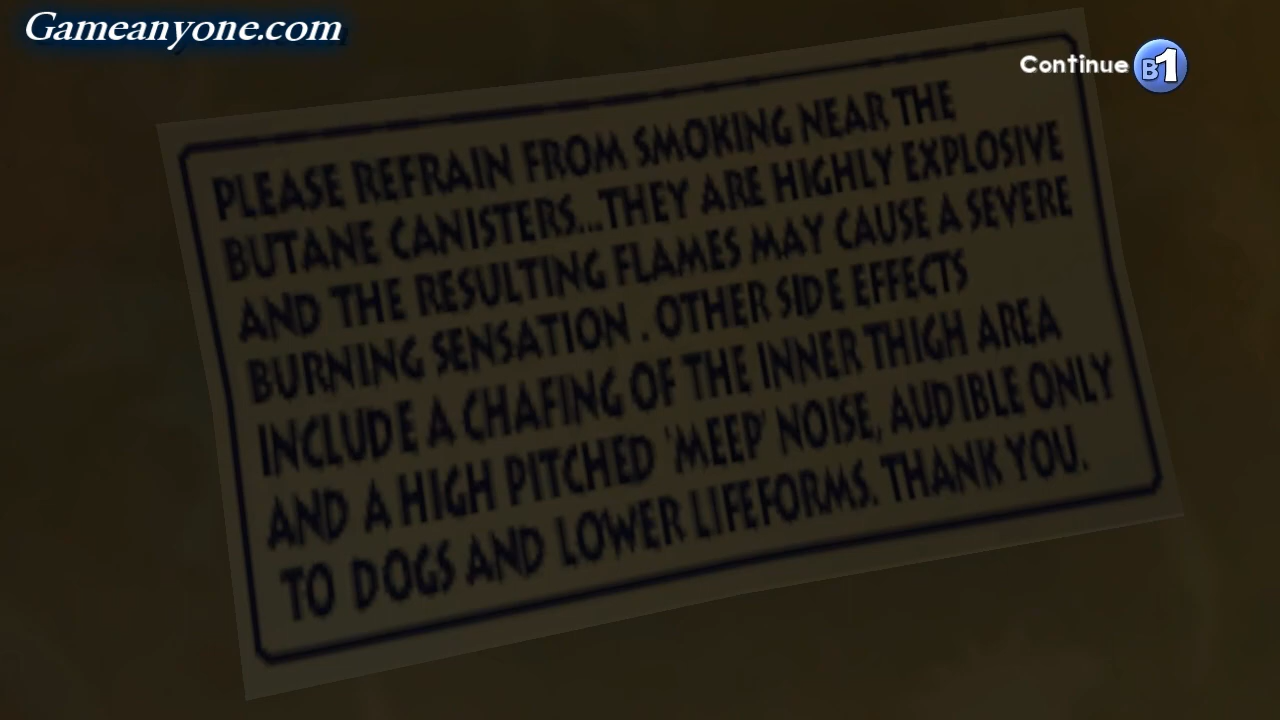 Gameanyone.com
Continue B1
PLEASE REFRAIN FROM SMOKING NEAR THE
BUTANE CANISTERS...THEY ARE HIGHLY EXPLOSIVE
AND THE RESULTING FLAMES MAY CAUSE A SEVERE
BURNING SENSATION . OTHER SIDE EFFECTS
INCLUDE A CHAFING OF THE INNER THIGH AREA
AND A HIGH PITCHED 'MEEP' NOISE, AUDIBLE ONLY
TO DOGS AND LOWER LIFEFORMS. THANK YOU.